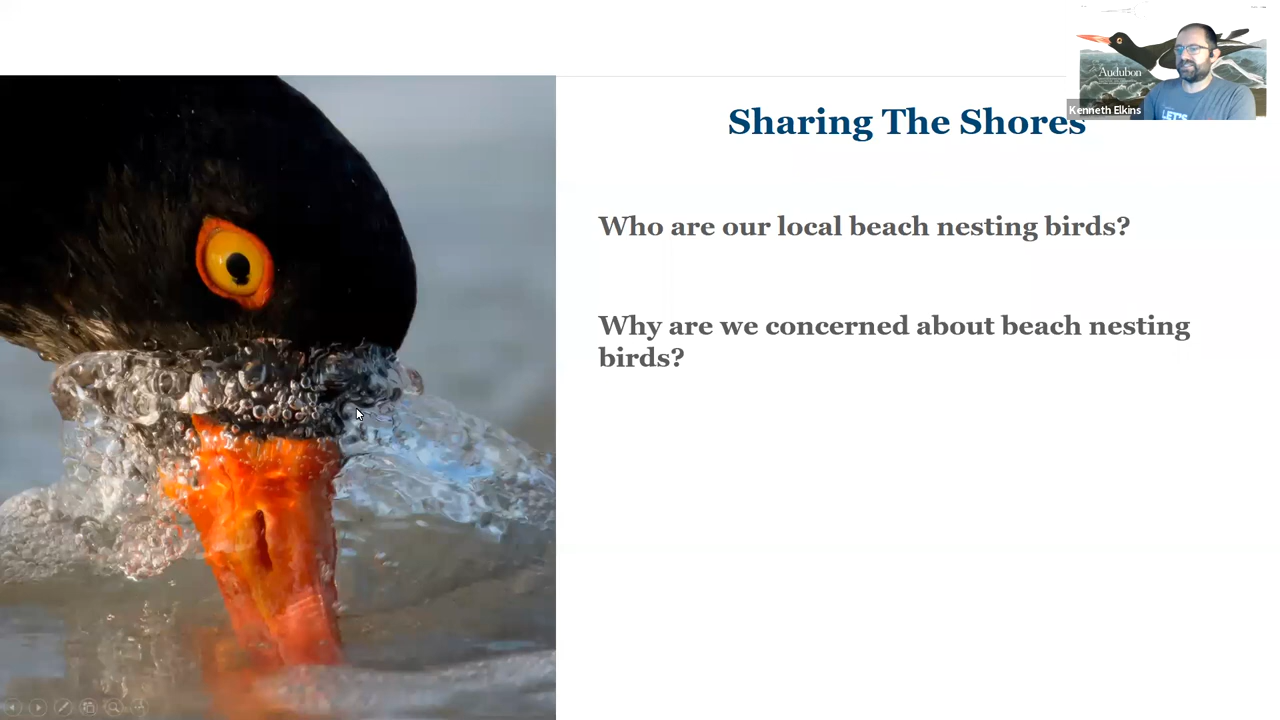 Audubon
Kenneth Elkins
LET'S
Sharing The Shores
Who are our local beach nesting birds?
Why are we concerned about beach nesting
birds?